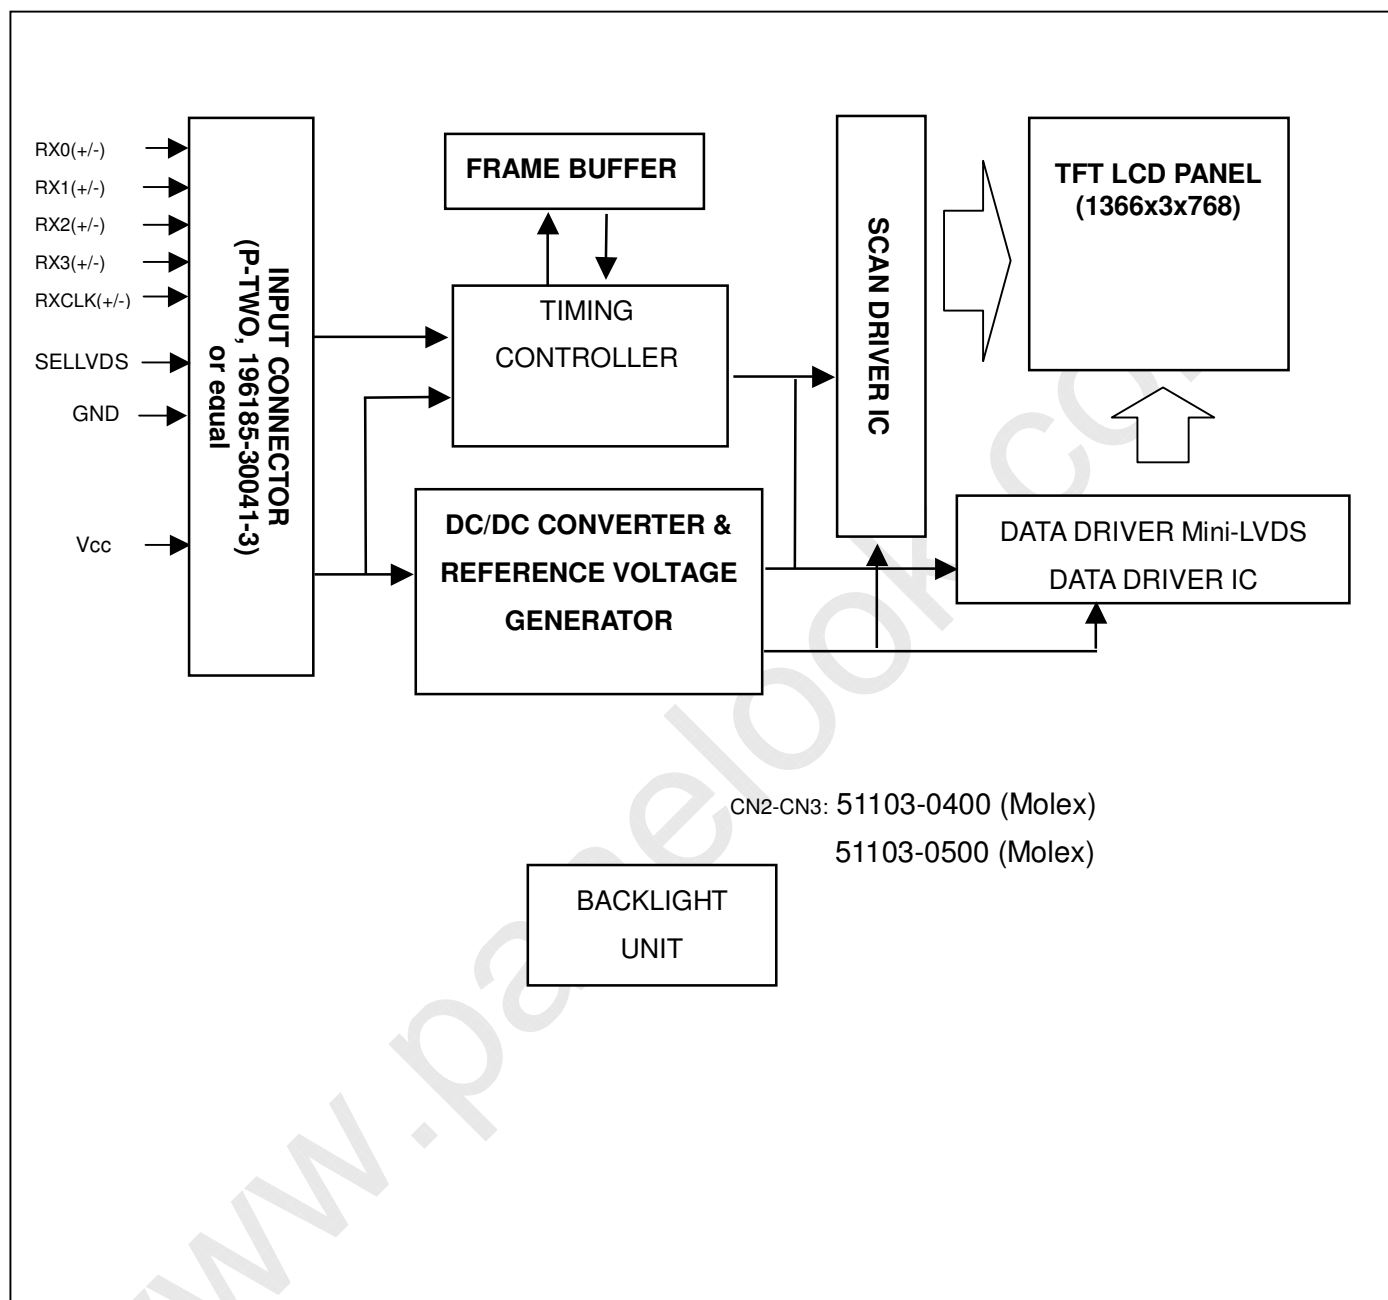 RX0(+/-)
RX1(+/-)
RX2(+/-)
RX3(+/-)
RXCLK(+/-)
SELLVDS
GND
Vcc
INPUT CONNECTOR
(P-TWO, 196185-30041-3)
or equal
FRAME BUFFER
TIMING
CONTROLLER
DC/DC CONVERTER &
REFERENCE VOLTAGE
GENERATOR
SCAN DRIVER IC
TFT LCD PANEL
(1366x3x768)
DATA DRIVER Mini-LVDS
DATA DRIVER IC
CN2-CN3: 51103-0400 (Molex)
51103-0500 (Molex)
BACKLIGHT
UNIT
www.panelook.com